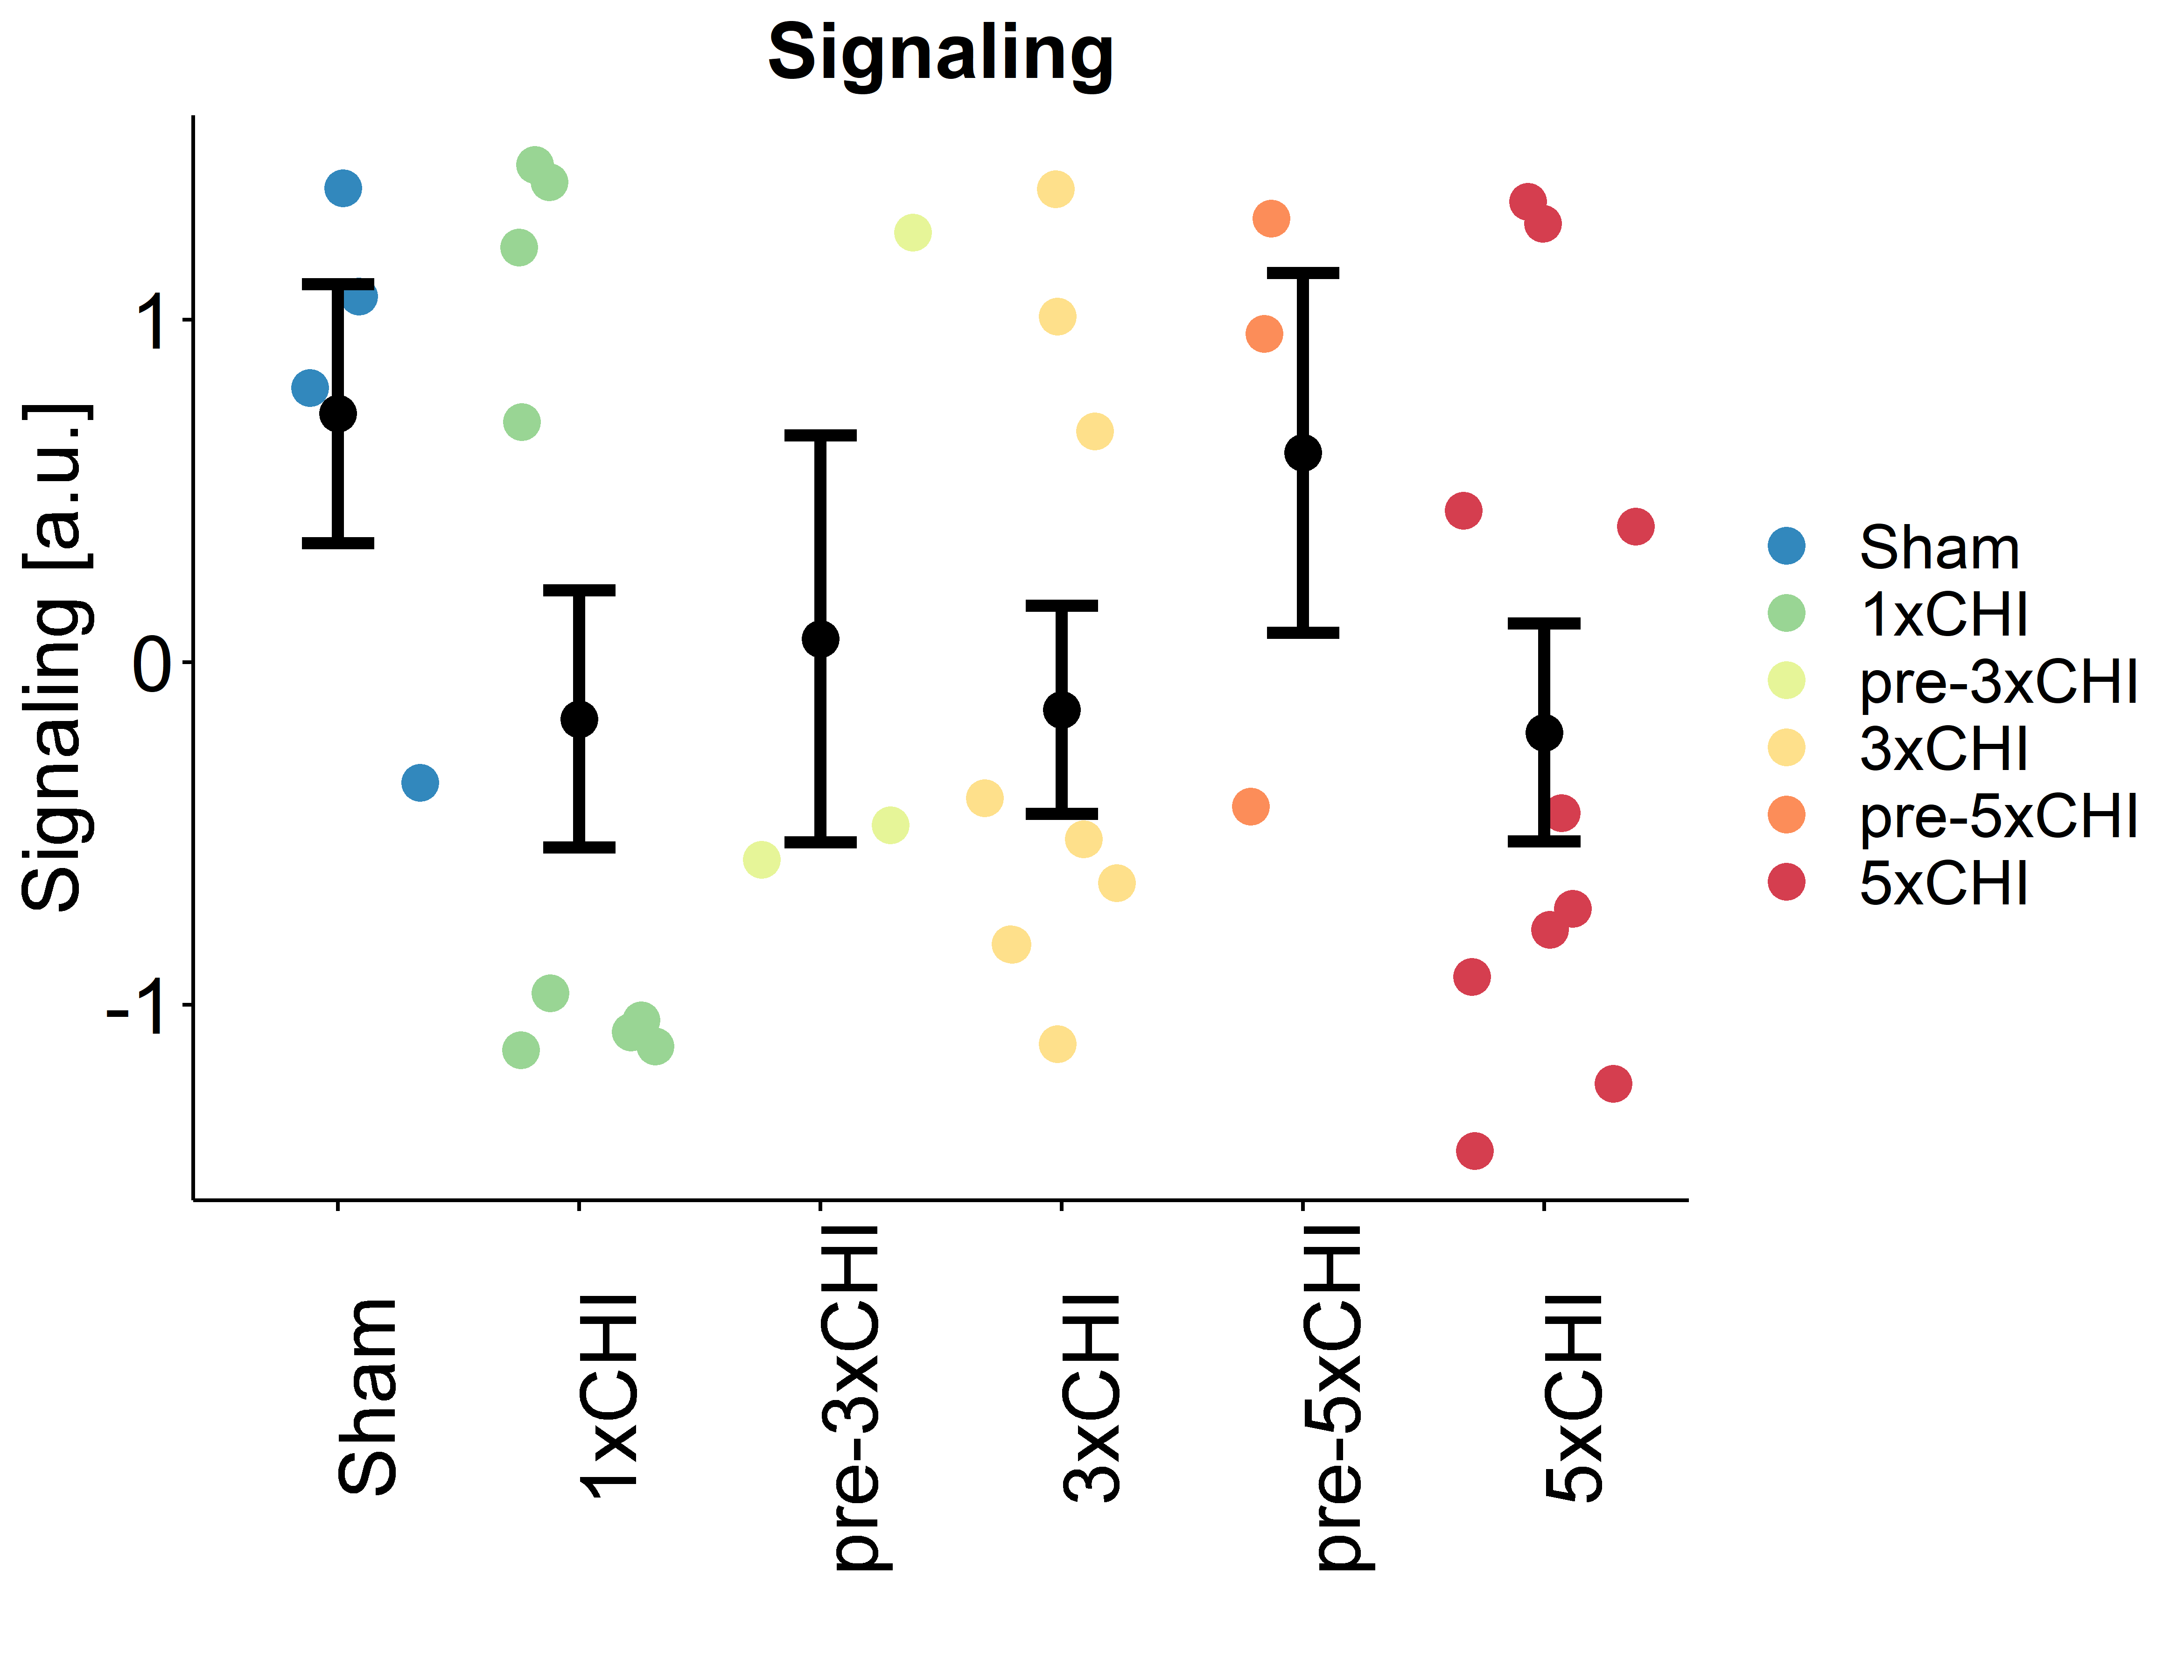 Signaling
Signaling [a.u.]
1
0
-1
Sham
1xCHI
pre-3xCHI
3xCHI
pre-5xCHI
5xCHI
Sham
1xCHI
pre-3xCHI
3xCHI
pre-5xCHI
5xCHI